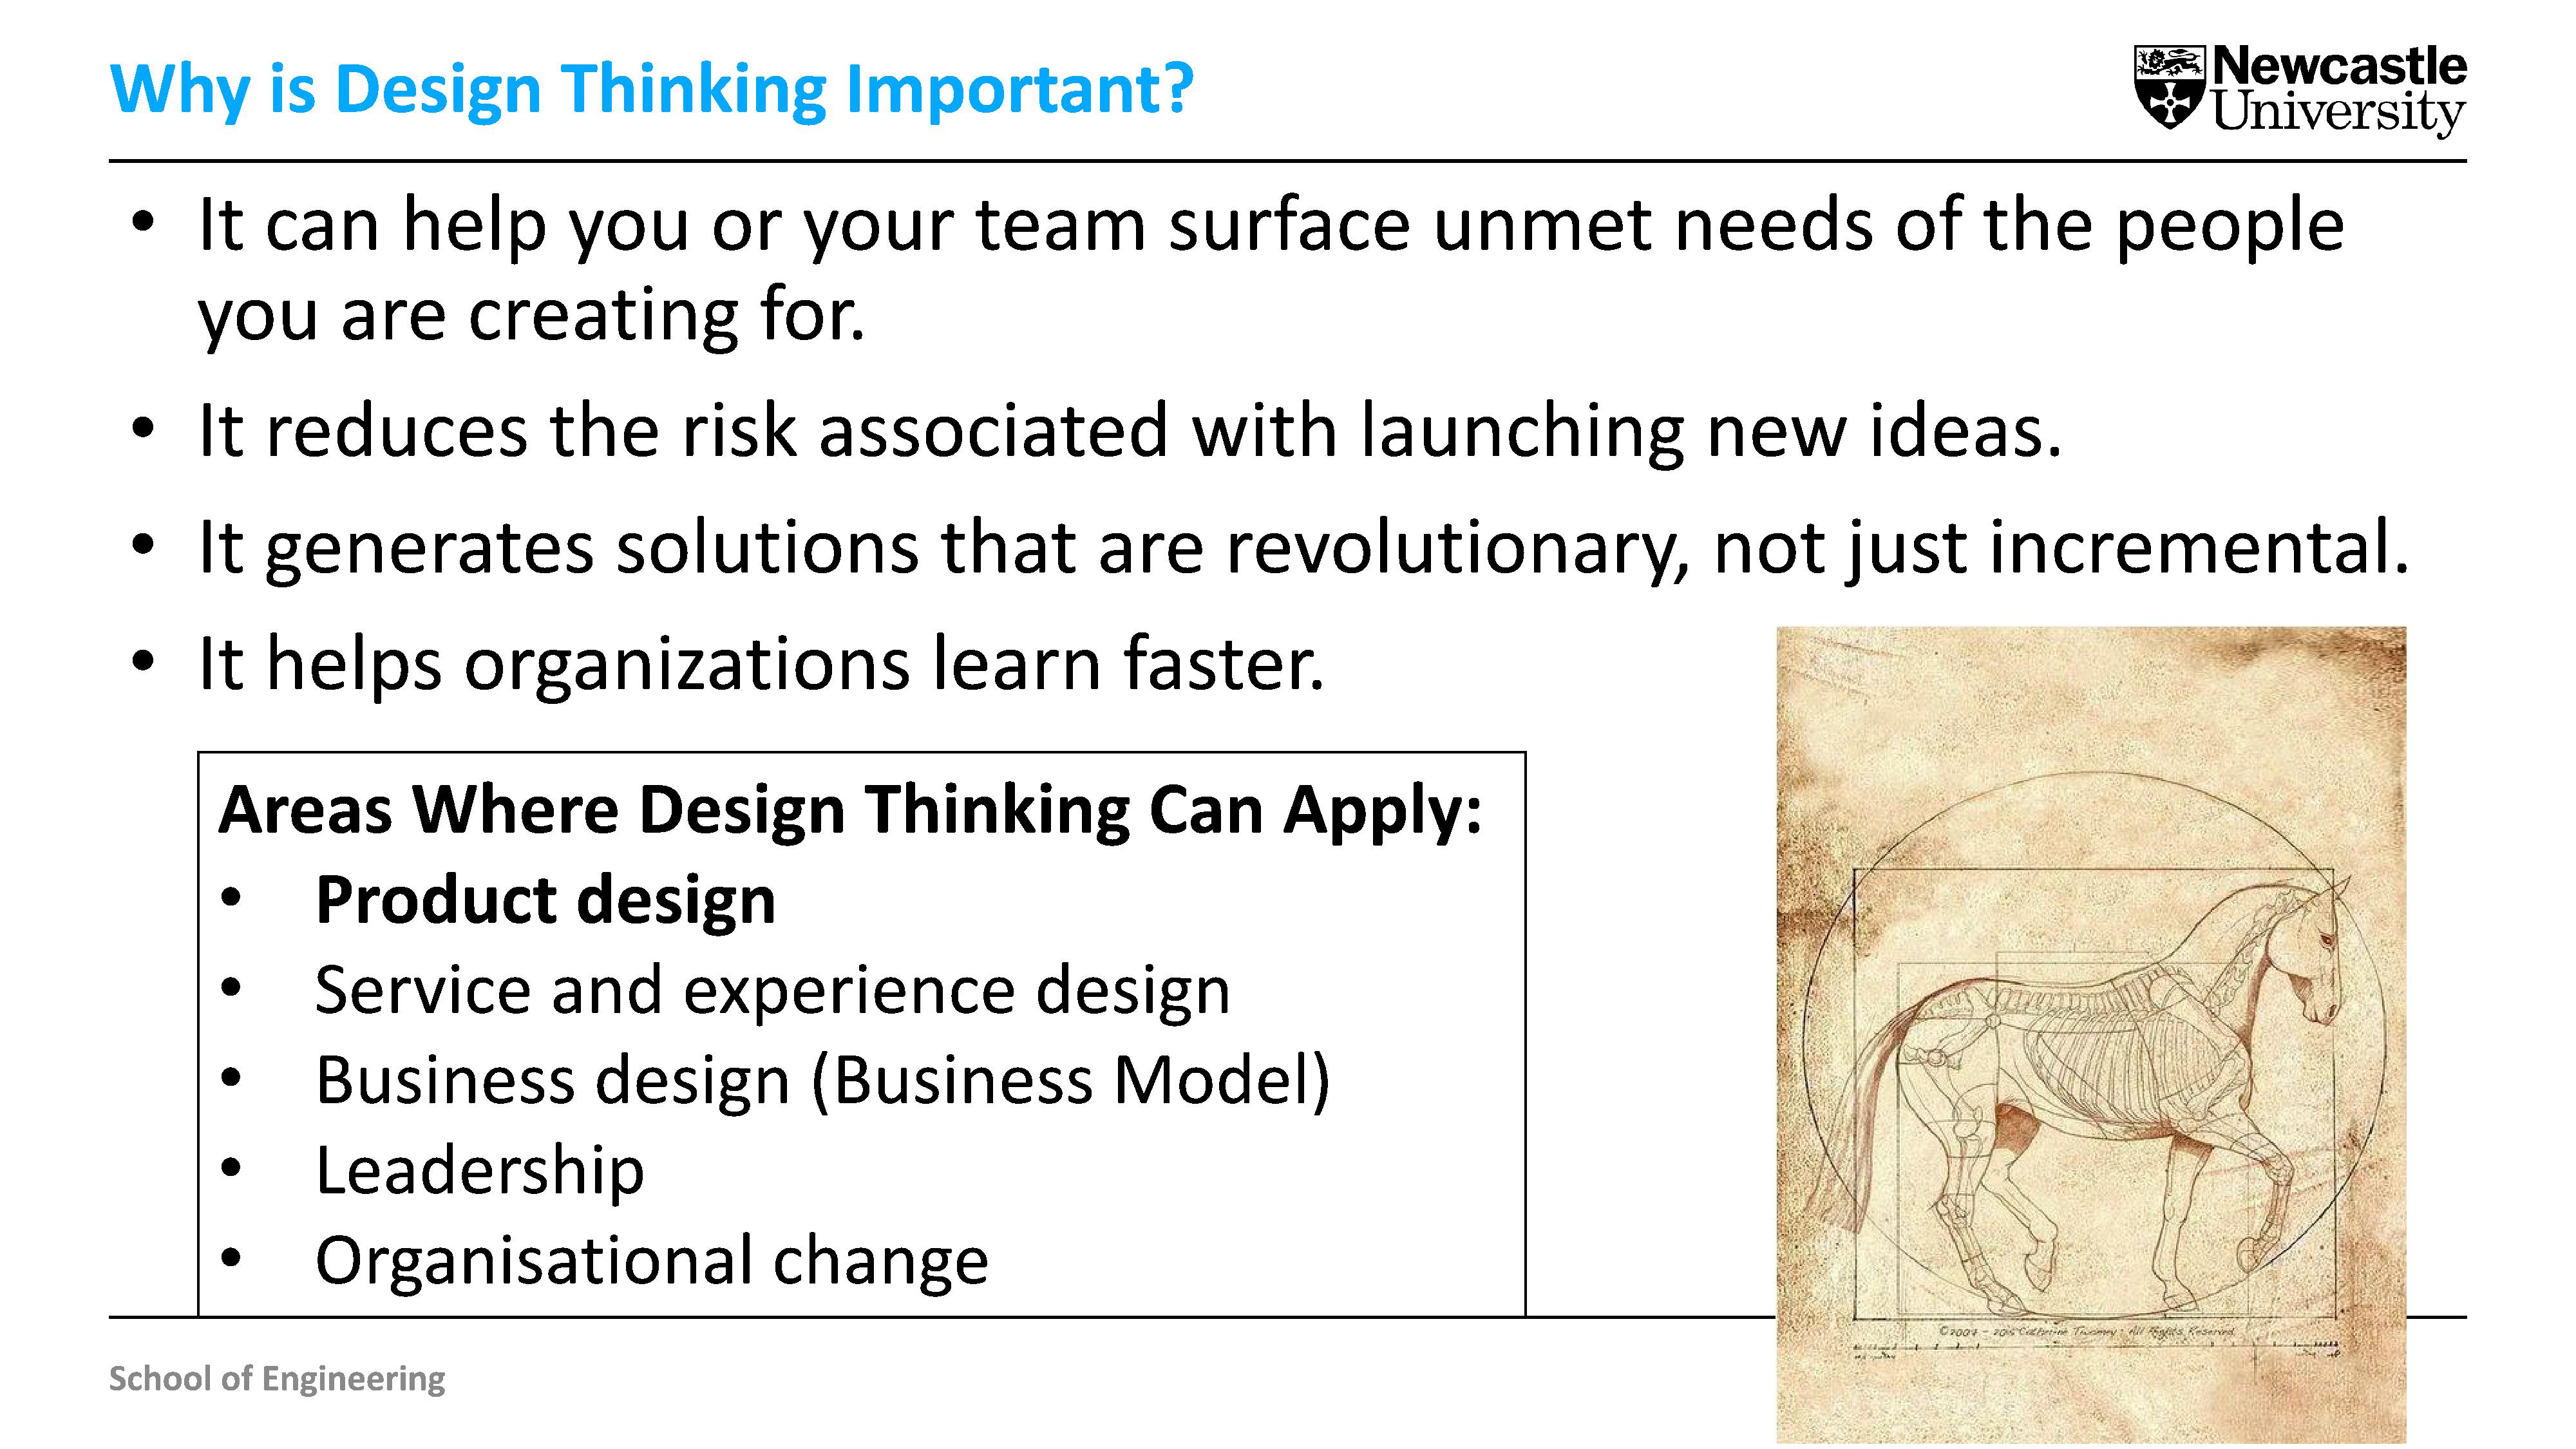 Why is Design Thinking Important?
Newcastle
University
• It can help you or your team surface unmet needs of the people
you are creating for.
• It reduces the risk associated with launching new ideas.
• It generates solutions that are revolutionary, not just incremental.
• It helps organizations learn faster.
Areas Where Design Thinking Can Apply:
• Product design
• Service and experience design
• Business design (Business Model)
• Leadership
• Organisational change
©2007 - 2015 Catherine Twomey - All Rights Reserved
School of Engineering